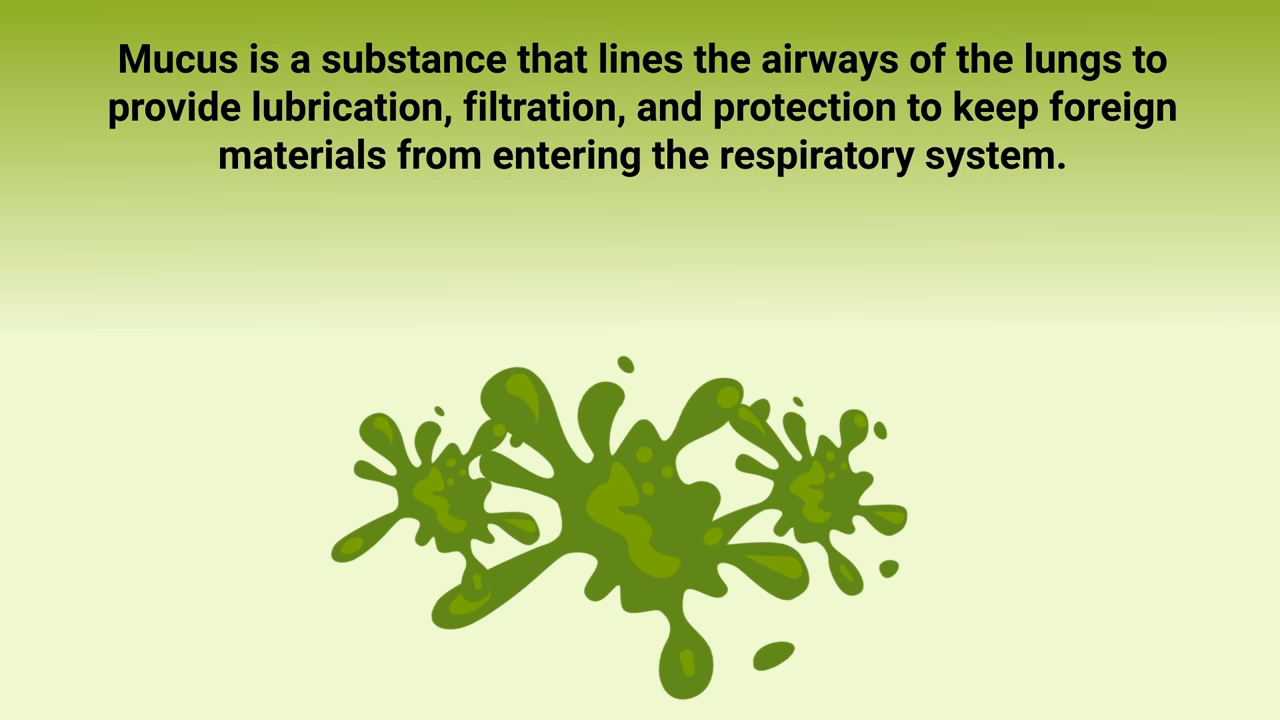 Mucus is a substance that lines the airways of the lungs to
provide lubrication, filtration, and protection to keep foreign
materials from entering the respiratory system.